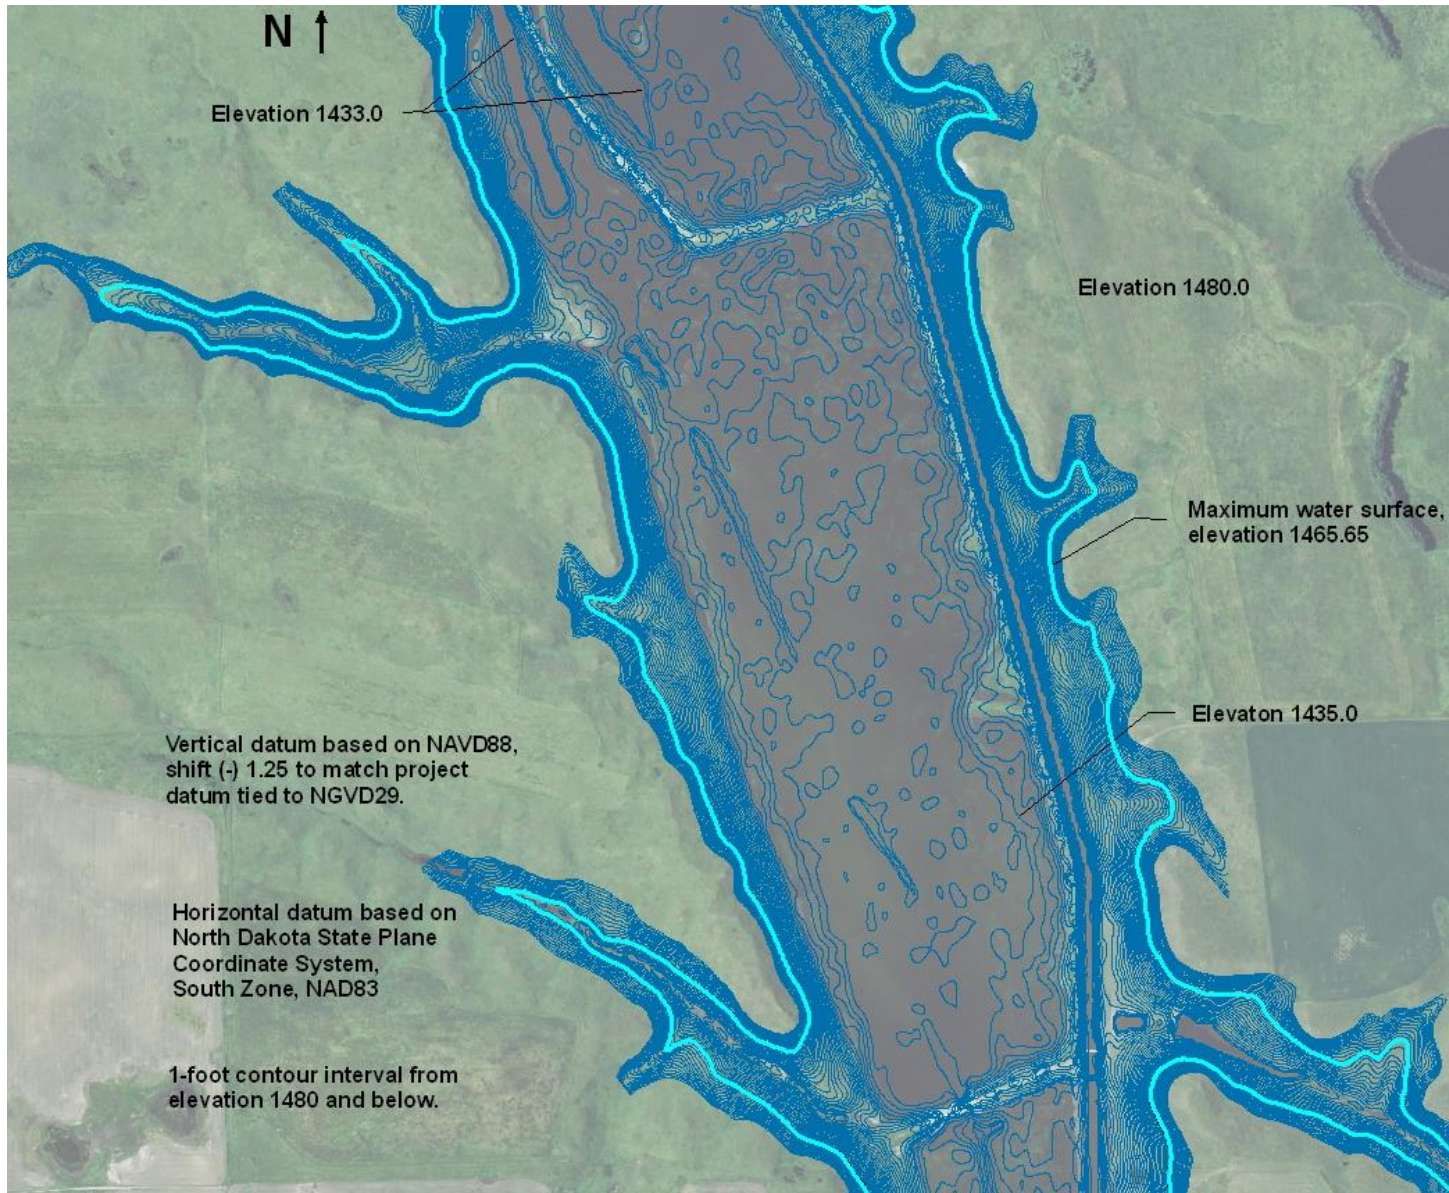 N
Elevation 1433.0
Elevation 1480.0
Maximum water surface,
elevation 1465.65
Elevaton 1435.0
Vertical datum based on NAVD88,
shift (-) 1.25 to match project
datum tied to NGVD29.
Horizontal datum based on
North Dakota State Plane
Coordinate System,
South Zone, NAD83
1-foot contour interval from
elevation 1480 and below.